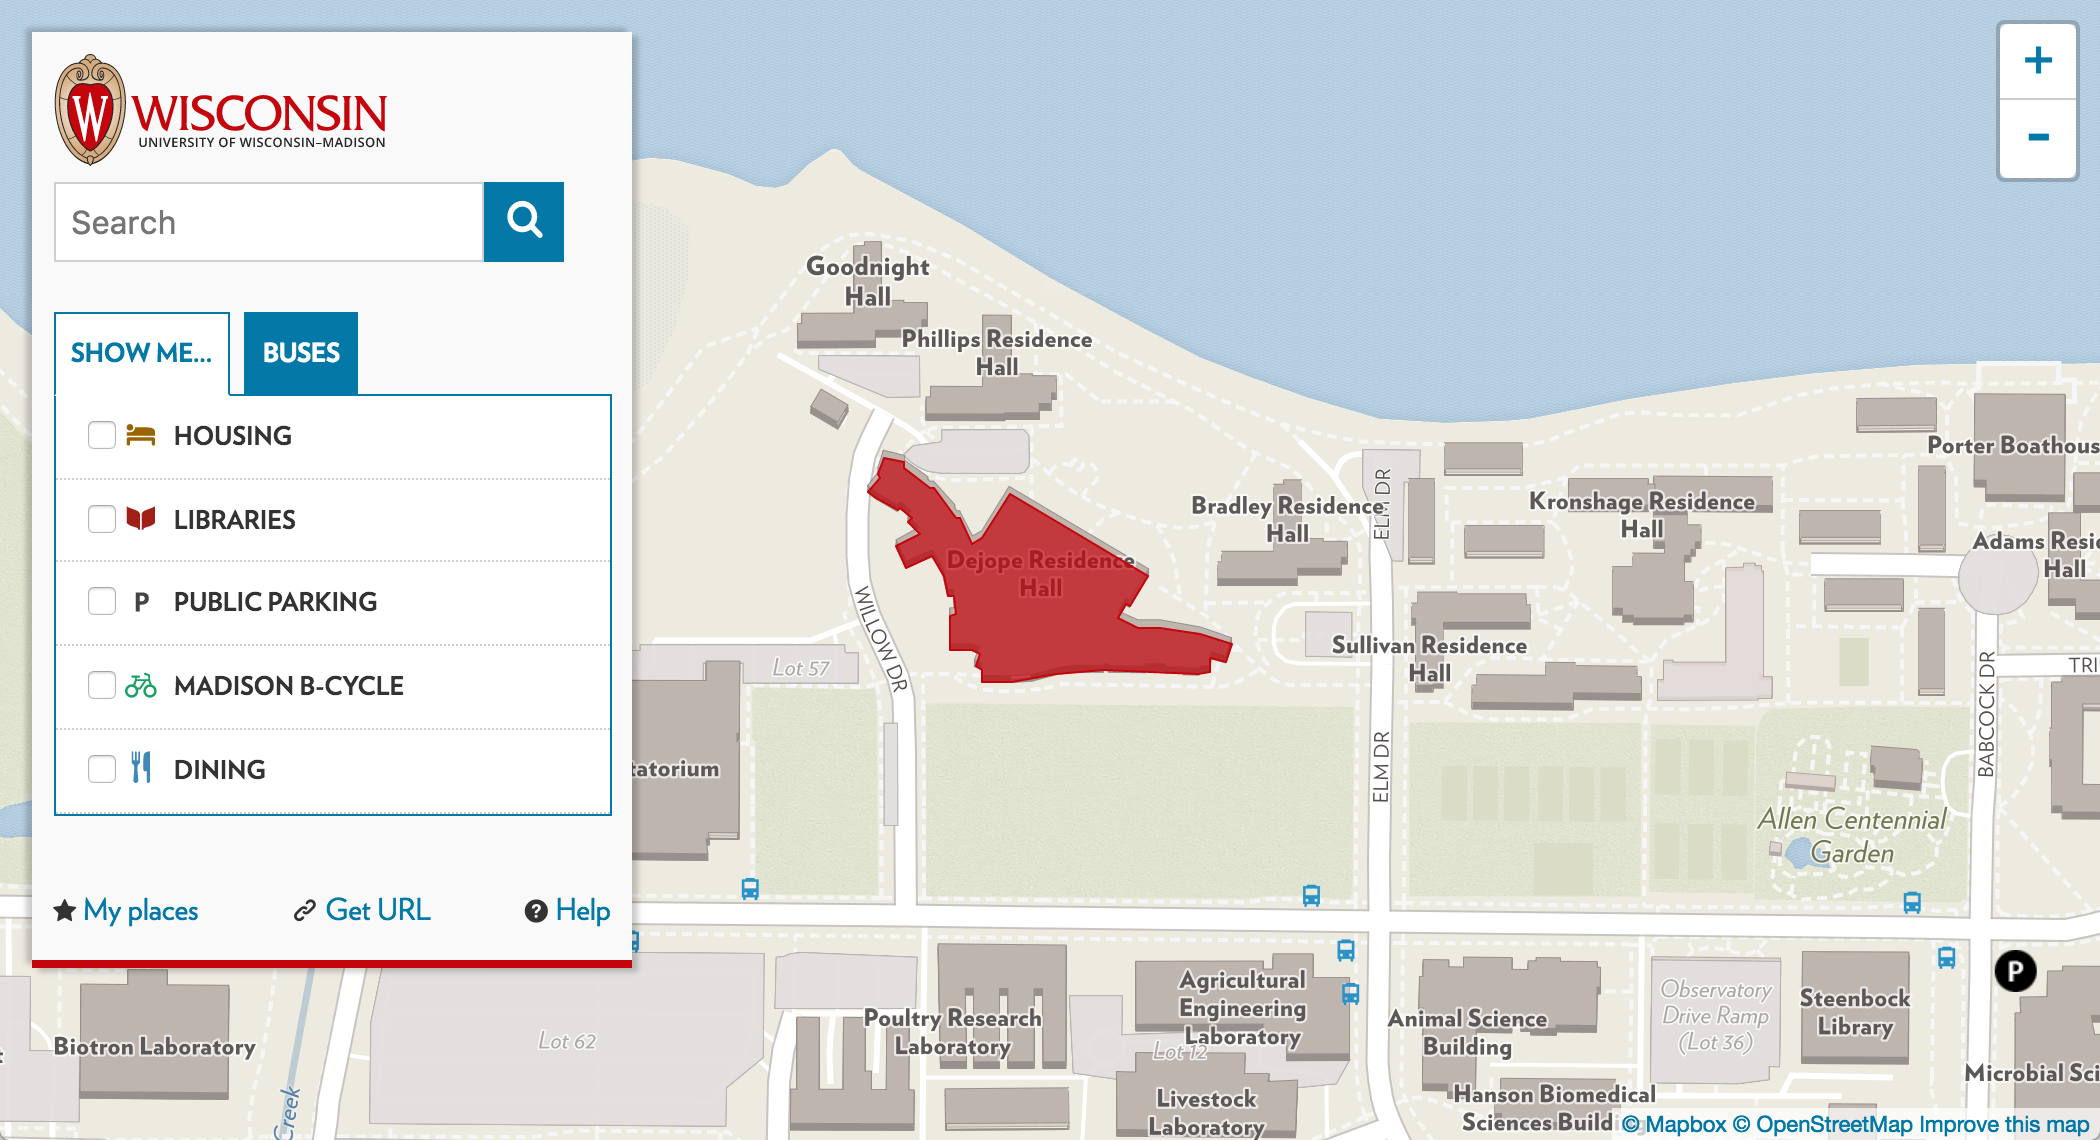 W
WISCONSIN
UNIVERSITY OF WISCONSIN–MADISON
Search
SHOW ME...
BUSES
HOUSING
LIBRARIES
P PUBLIC PARKING
MADISON B-CYCLE
DINING
My places
Get URL
? Help
+
-
Goodnight
Hall
Phillips Residence
Hall
Bradley Residence
Hall
ELM DR
Kronshage Residence
Hall
Porter Boathous
Adams Resi
Hall
Dejope Residence
Hall
WILLOW DR
Lot 57
Sullivan Residence
Hall
BABCOCK DR
TRI
tatorium
ELM DR
Allen Centennial
Garden
P
Biotron Laboratory
Creek
Lot 62
Poultry Research
Laboratory
Agricultural
Engineering
Laboratory
Lot 12
Livestock
Laboratory
Animal Science
Building
Hanson Biomedical
Sciences Build
Observatory
Drive Ramp
(Lot 36)
Steenbock
Library
Microbial Sci
© Mapbox © OpenStreetMap Improve this map